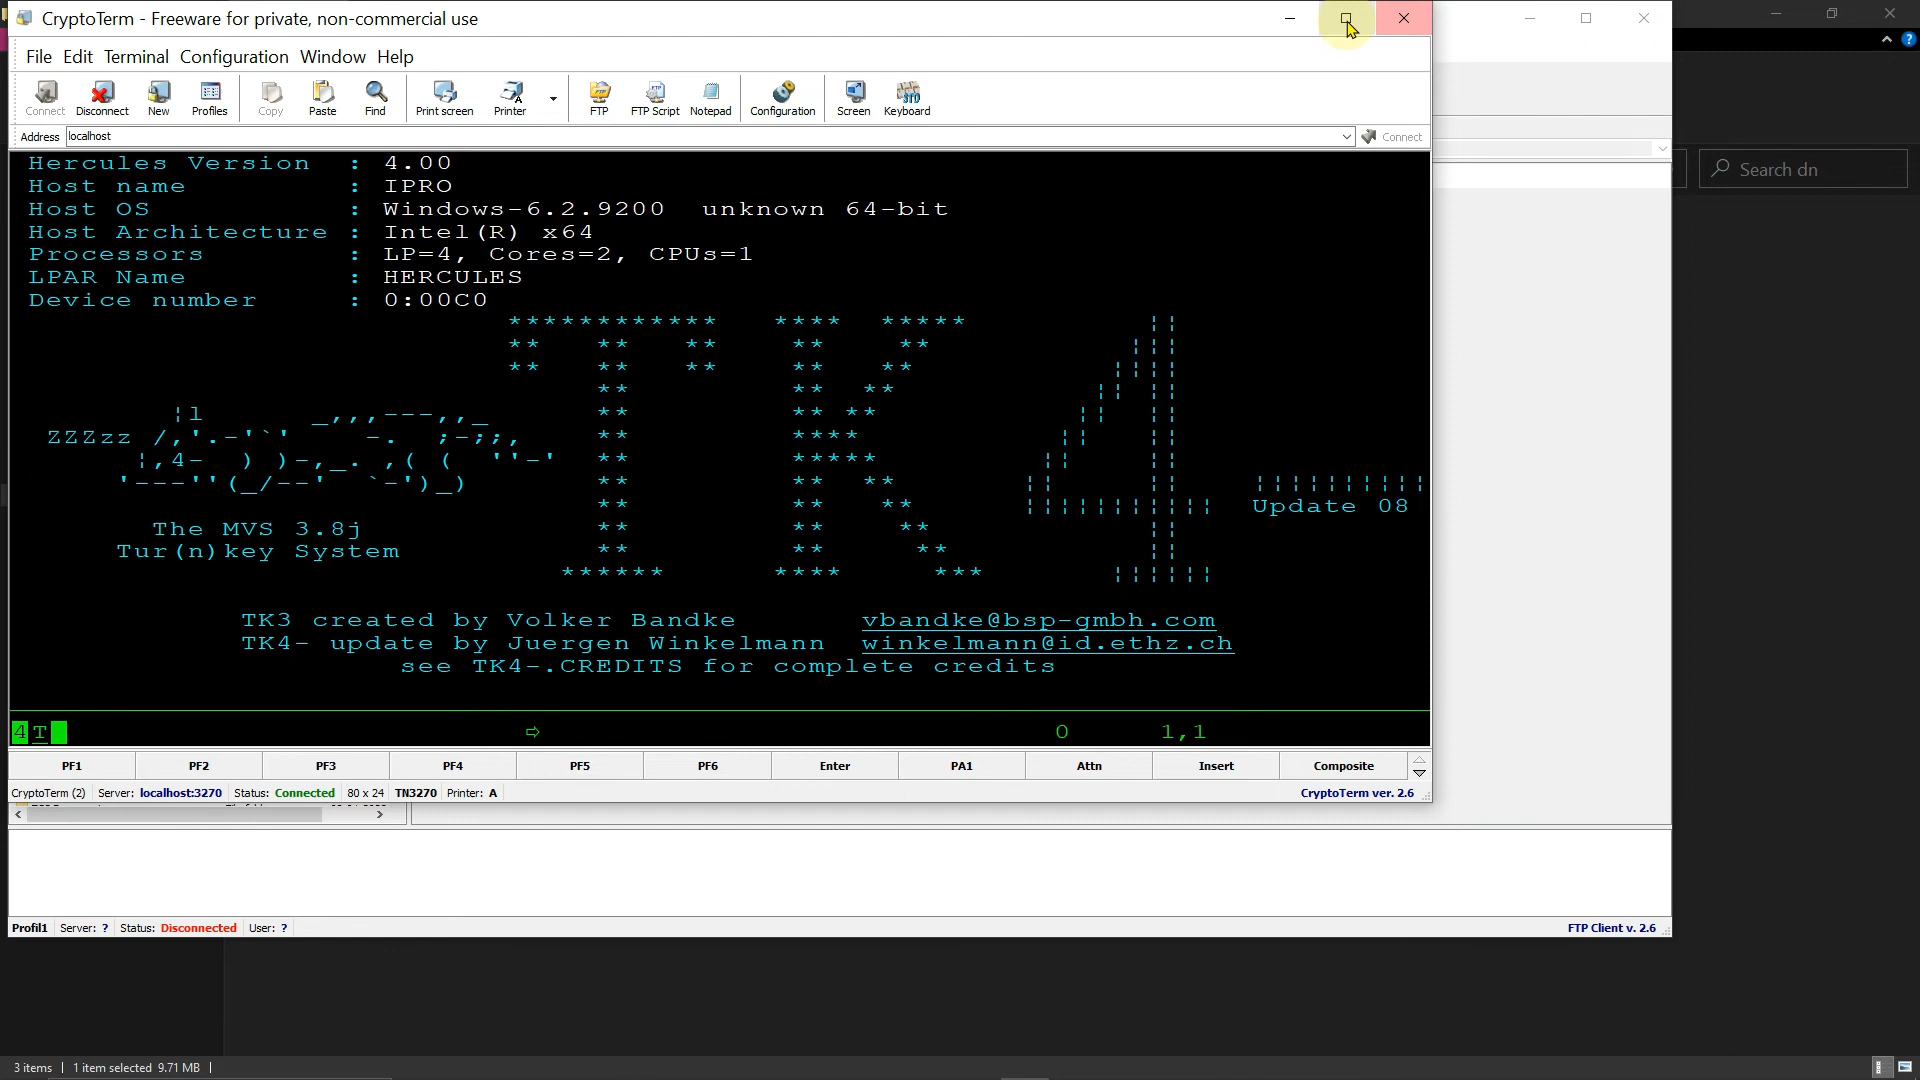 CryptoTerm - Freeware for private, non-commercial use
File Edit Terminal Configuration Window Help
Connect Disconnect New Profiles Copy Paste Find Print screen Printer FTP FTP Script Notepad Configuration Screen Keyboard
Address localhost Connect
Search dn
Hercules Version : 4.00
Host name : IPRO
Host OS : Windows-6.2.9200 unknown 64-bit
Host Architecture : Intel(R) x64
Processors : LP=4, Cores=2, CPUs=1
LPAR Name : HERCULES
Device number : 0:00C0
ZZZzz
Update 08
The MVS 3.8j
Tur(n)key System
TK3 created by Volker Bandke vbandke@bsp-gmbh.com
TK4- update by Juergen Winkelmann winkelmann@id.ethz.ch
see TK4-.CREDITS for complete credits
4 T ⇨ 0 1,1
PF1 PF2 PF3 PF4 PF5 PF6 Enter PA1 Attn Insert Composite
CryptoTerm (2) Server: localhost:3270 Status: Connected 80 x 24 TN3270 Printer: A CryptoTerm ver. 2.6
Profil1 Server: ? Status: Disconnected User: ? FTP Client v. 2.6
3 items 1 item selected 9.71 MB